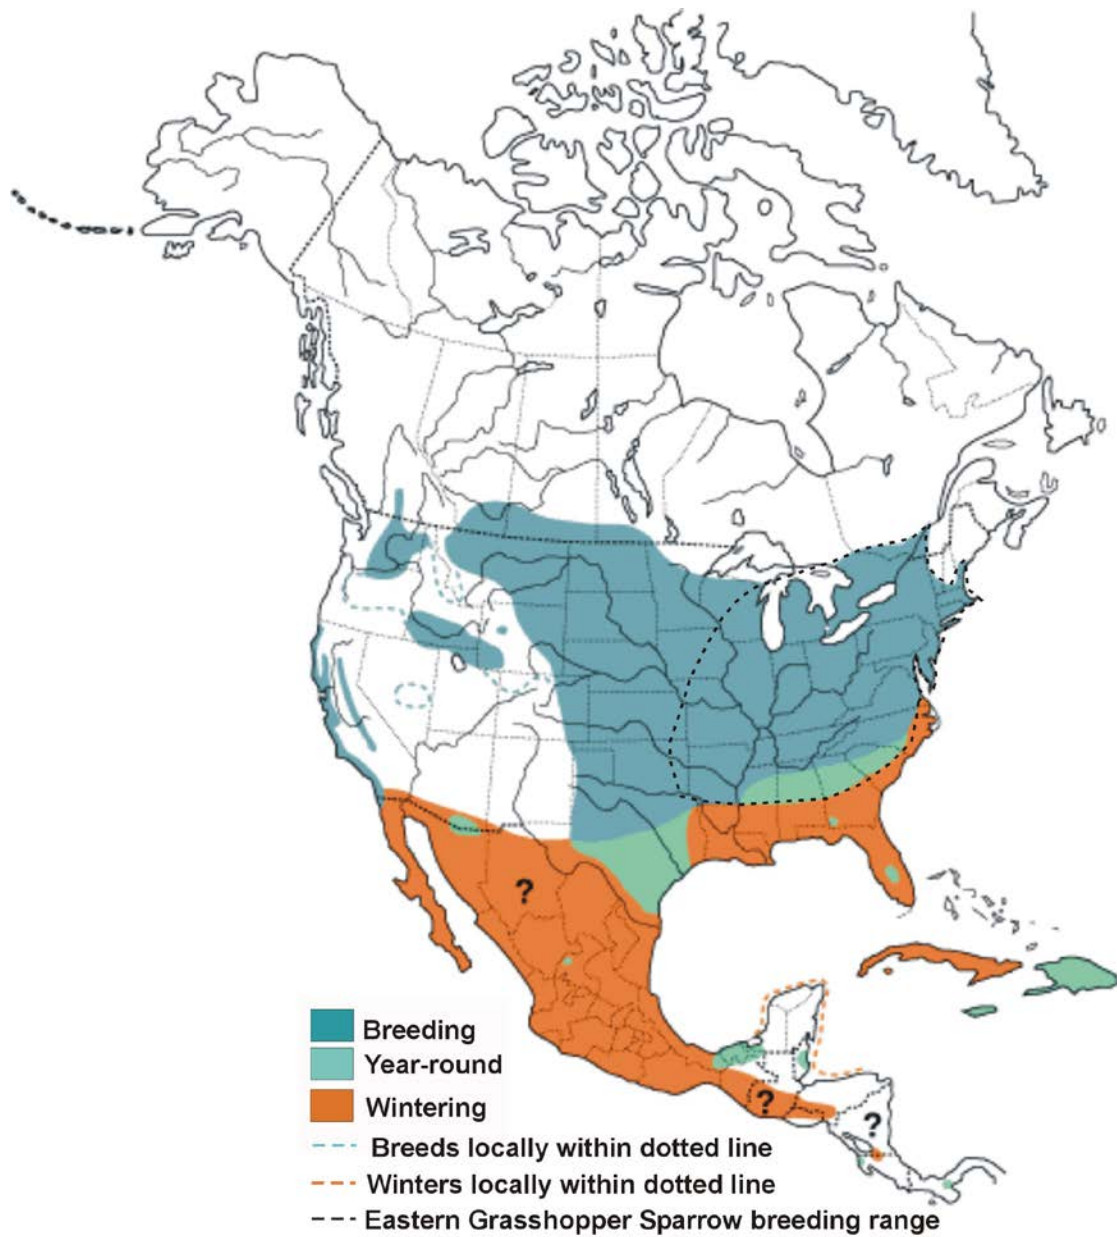 ?
?
?
Breeding
Year-round
Wintering
Breeds locally within dotted line
Winters locally within dotted line
Eastern Grasshopper Sparrow breeding range